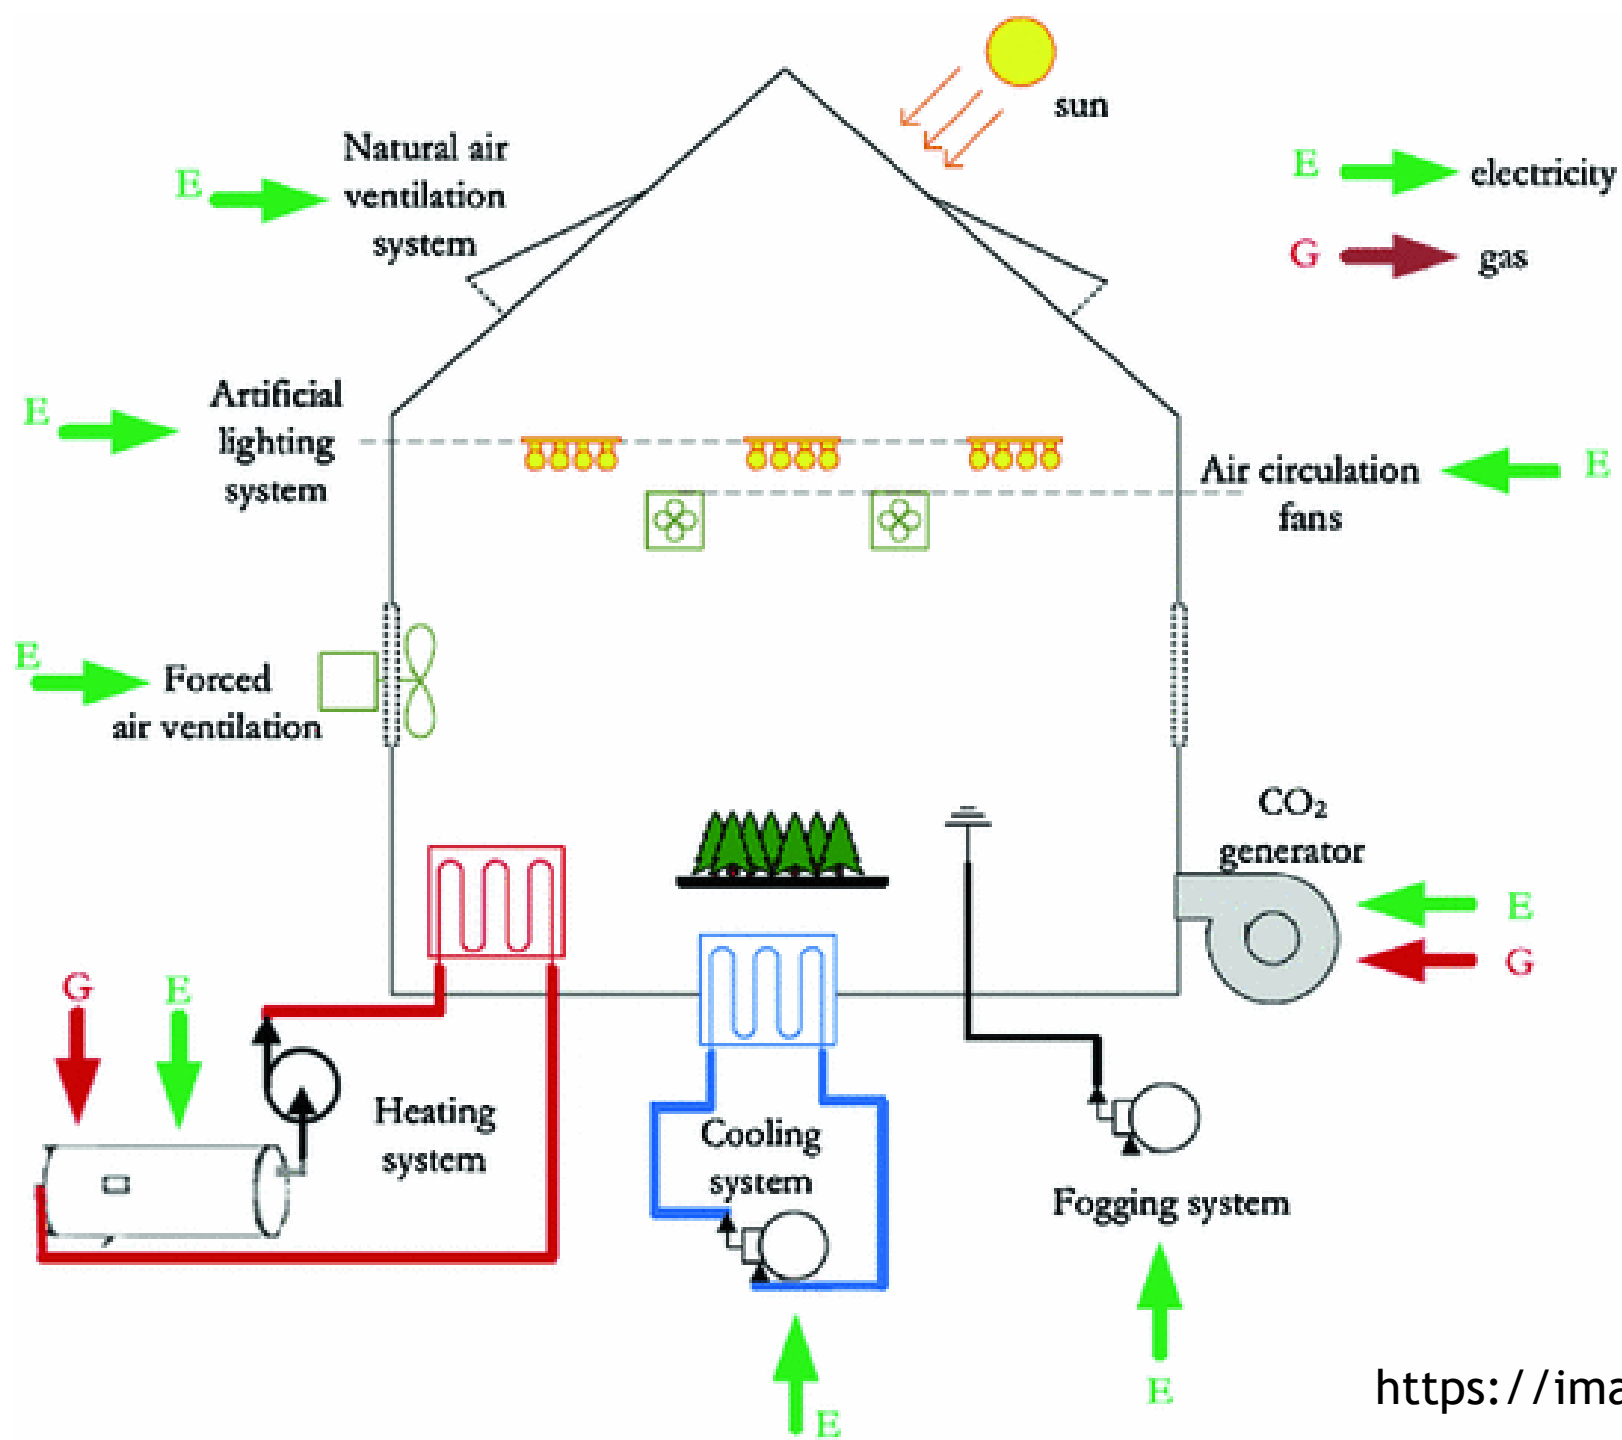 sun
Natural air
ventilation
system
E
E
electricity
G
gas
Artificial
lighting
system
E
Air circulation
fans
E
E
Forced
air ventilation
CO₂
generator
E
G
G
E
Heating
system
Cooling
system
Fogging system
E
E
https://ima